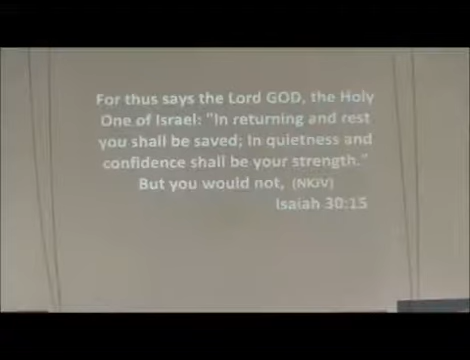 For thus says the Lord GOD, the Holy
One of Israel: "In returning and rest
you shall be saved; In quietness and
confidence shall be your strength."
But you would not, (NKJV)
Isaiah 30:15